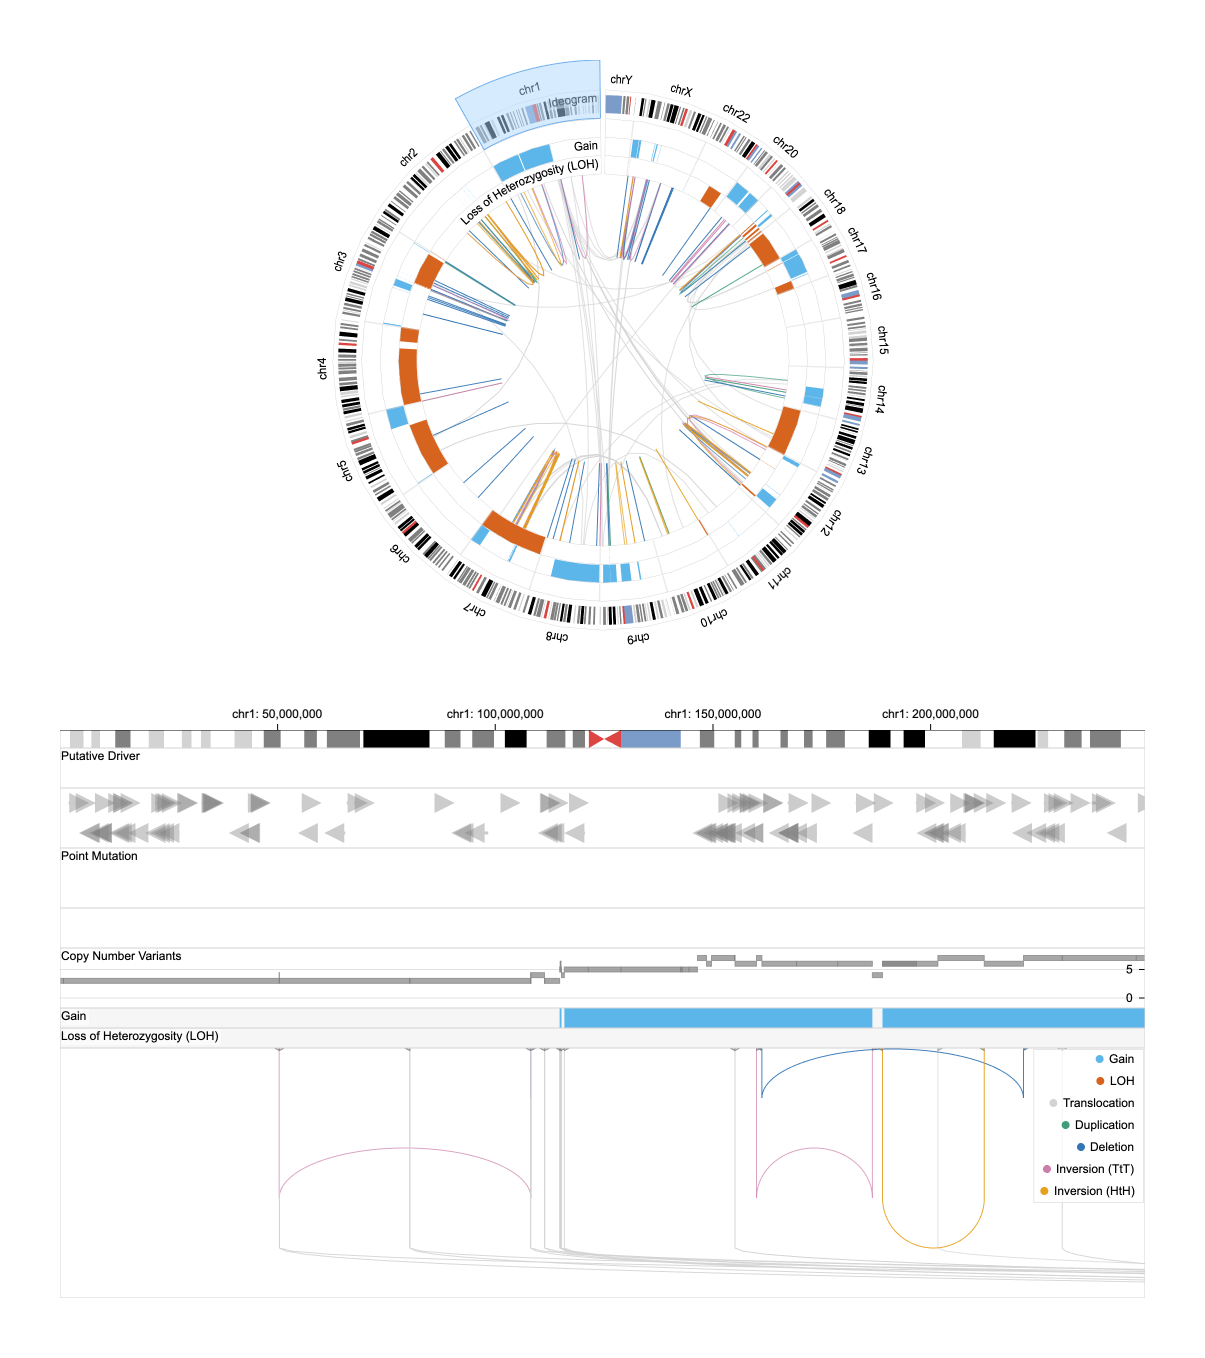 chr1
Ideogram
Gain
Loss of Heterozygosity (LOH)
chrY
chrX
chr22
chr20
chr18
chr17
chr16
chr15
chr14
chr13
chr12
chr11
chr10
chr9
chr8
chr7
chr6
chr5
chr4
chr3
chr2
chr1: 50,000,000
chr1: 100,000,000
chr1: 150,000,000
chr1: 200,000,000
Putative Driver
Point Mutation
Copy Number Variants
5
0
Gain
Loss of Heterozygosity (LOH)
Gain
LOH
Translocation
Duplication
Deletion
Inversion (TtT)
Inversion (HtH)